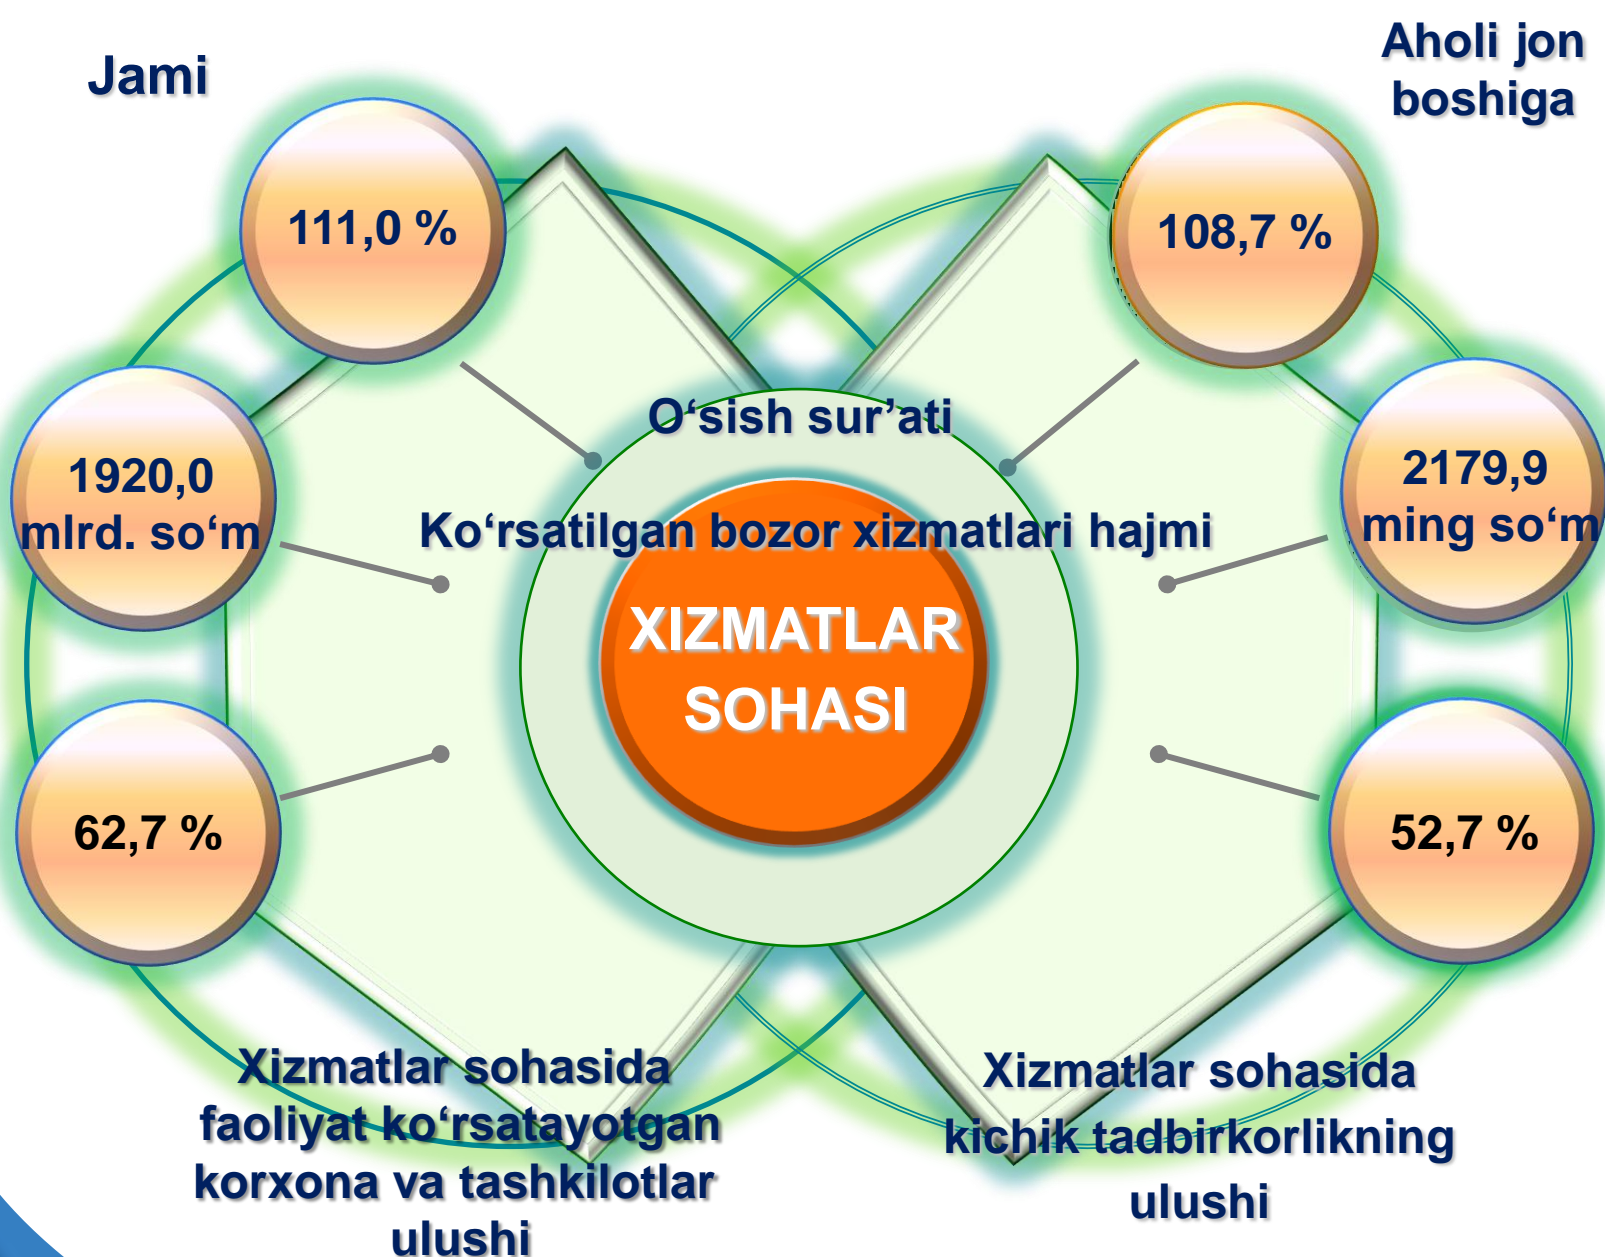 Jami
Aholi jon
boshiga
111,0 %
108,7 %
O‘sish sur’ati
1920,0
mlrd. so‘m
2179,9
ming so‘m
Ko‘rsatilgan bozor xizmatlari hajmi
XIZMATLAR
SOHASI
62,7 %
52,7 %
Xizmatlar sohasida
faoliyat ko‘rsatayotgan
korxona va tashkilotlar
ulushi
Xizmatlar sohasida
kichik tadbirkorlikning
ulushi